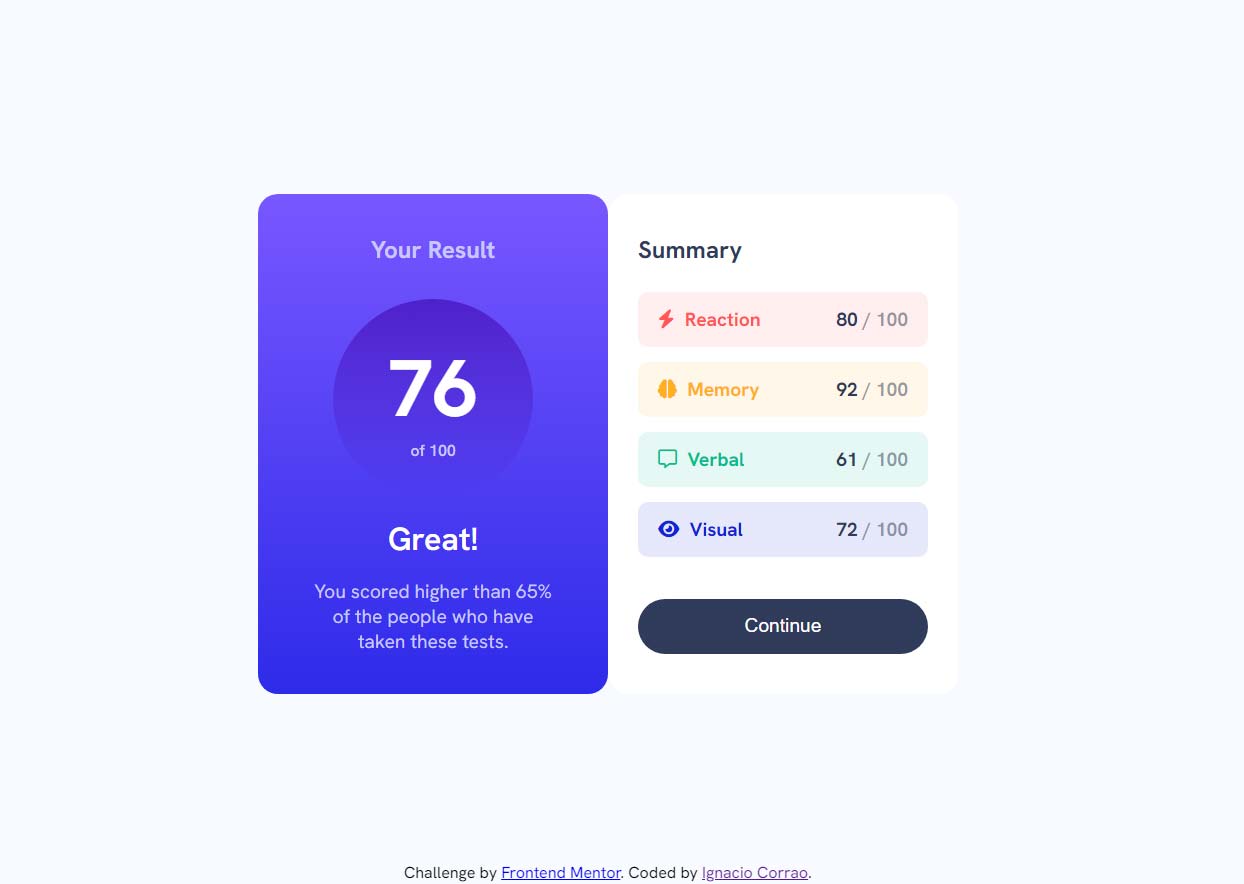 Your Result
76
of 100
Great!
You scored higher than 65%
of the people who have
taken these tests.
Summary
Reaction 80 / 100
Memory 92 / 100
Verbal 61 / 100
Visual 72 / 100
Continue
Challenge by Frontend Mentor. Coded by Ignacio Corrao.